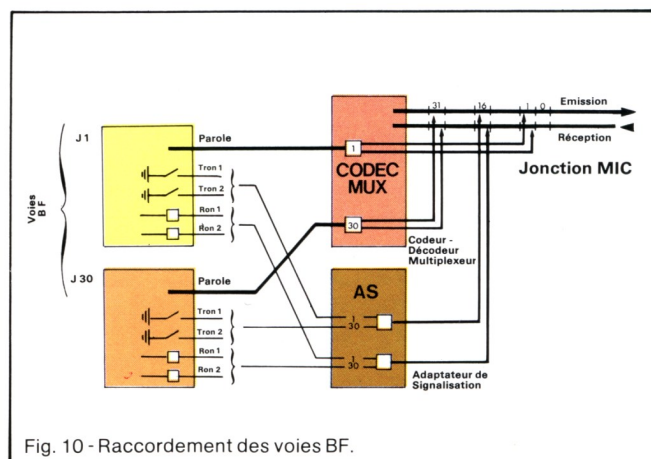 Voies
BF
J 1
Parole
Tron 1
Tron 2
Ron 1
Ron 2
J 30
Parole
Tron 1
Tron 2
Ron 1
Ron 2
1
CODEC
MUX
30
Codeur -
Décodeur
Multiplexeur
AS
1
30
1
30
Adaptateur de
Signalisation
31
16
1
0
Emission
Réception
Jonction MIC
Fig. 10 - Raccordement des voies BF.